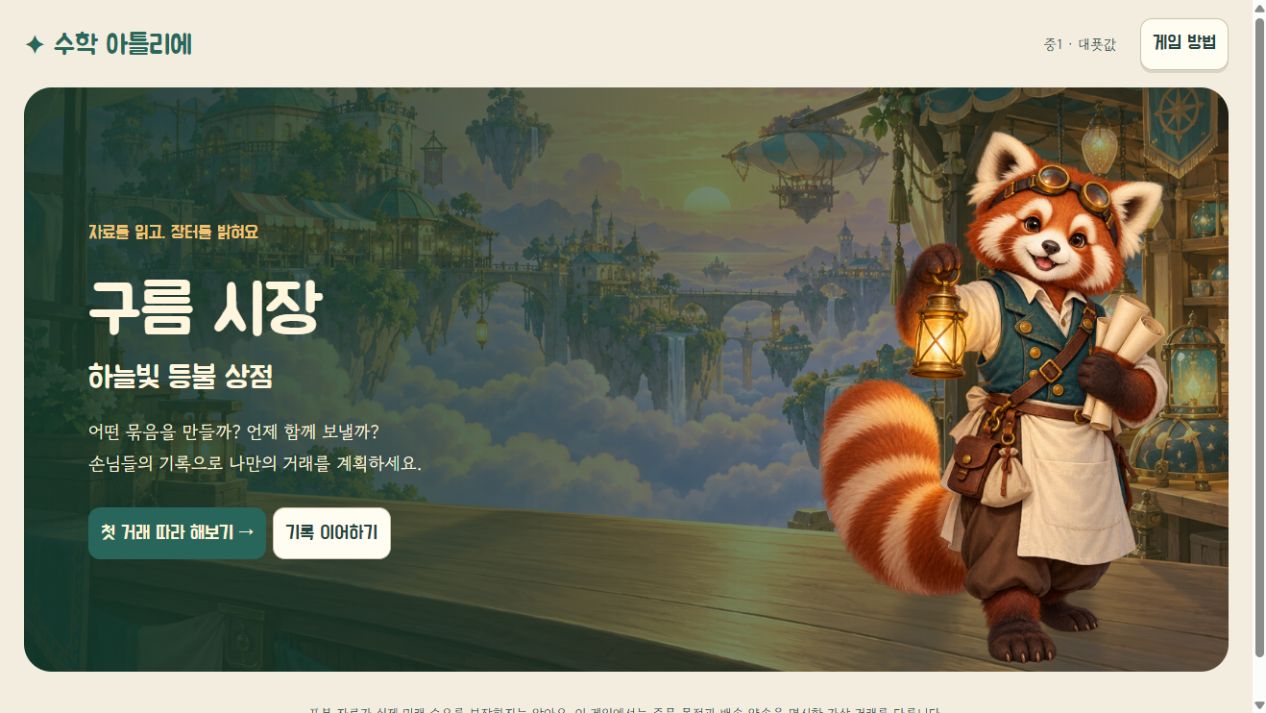 ✦ 수학 아틀리에
중1 · 대푯값
게임 방법
자료를 읽고, 장터를 밝혀요
구름 시장
하늘빛 등불 상점
어떤 묶음을 만들까? 언제 함께 보낼까?
손님들의 기록으로 나만의 거래를 계획하세요.
첫 거래 따라 해보기 →
기록 이어하기